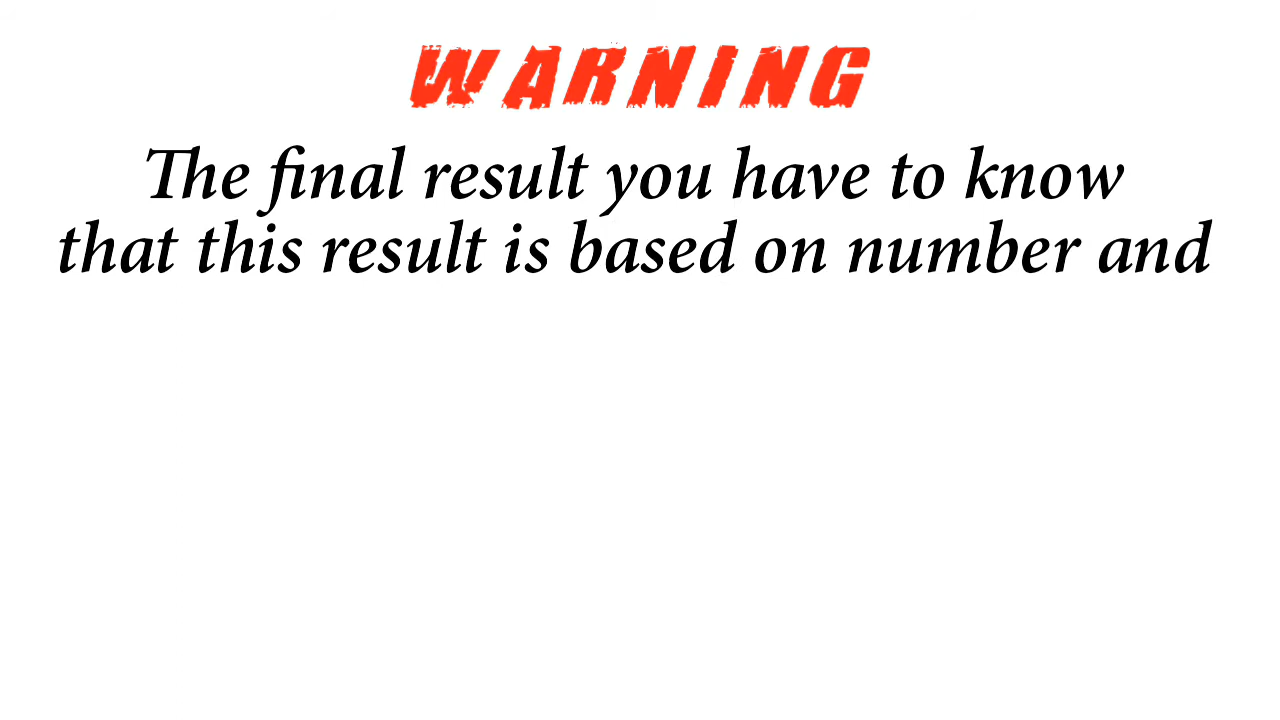 WARNING
The final result you have to know
that this result is based on number and